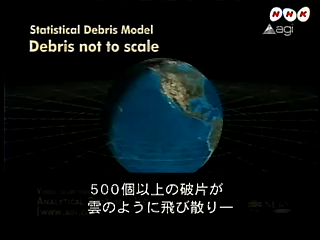 NHK
agi
Statistical Debris Model
Debris not to scale
500個以上の破片が
雲のように飛び散りー